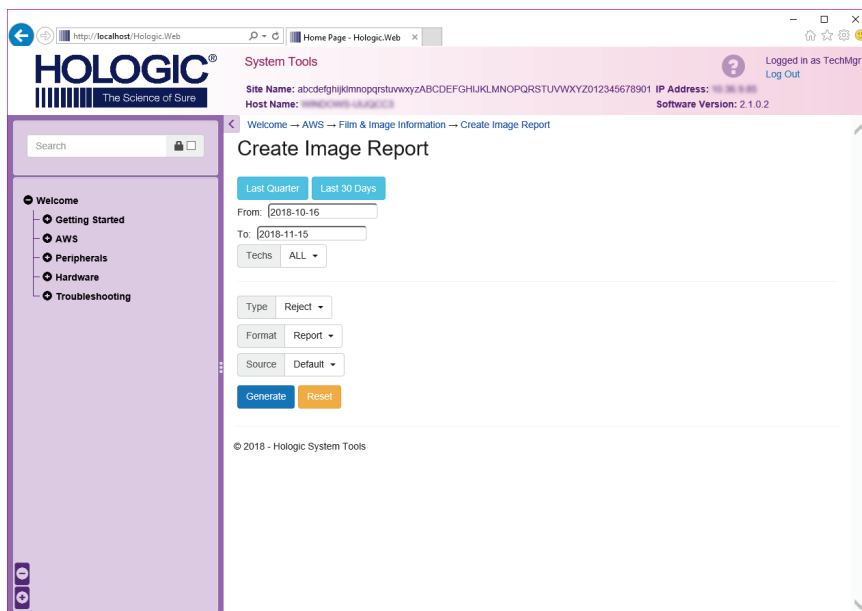 http://localhost/Hologic.Web
Home Page - Hologic.Web
HOLOGIC®
The Science of Sure
System Tools
Logged in as TechMgr
Log Out
Site Name: abcdefghijklmnopqrstuvwxyzABCDEFGHIJKLMNOPQRSTUVWXYZ012345678901 IP Address:
Host Name:
Software Version: 2.1.0.2
Search
Welcome
Getting Started
AWS
Peripherals
Hardware
Troubleshooting
Welcome → AWS → Film & Image Information → Create Image Report
Create Image Report
Last Quarter Last 30 Days
From: 2018-10-16
To: 2018-11-15
Techs ALL
Type Reject
Format Report
Source Default
Generate Reset
© 2018 - Hologic System Tools